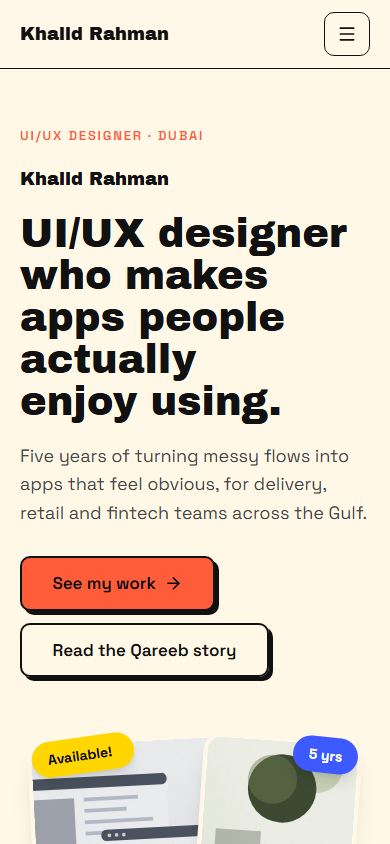 Khalid Rahman
UI/UX DESIGNER · DUBAI
Khalid Rahman
UI/UX designer
who makes
apps people
actually
enjoy using.
Five years of turning messy flows into
apps that feel obvious, for delivery,
retail and fintech teams across the Gulf.
See my work →
Read the Qareeb story
Available!
5 yrs